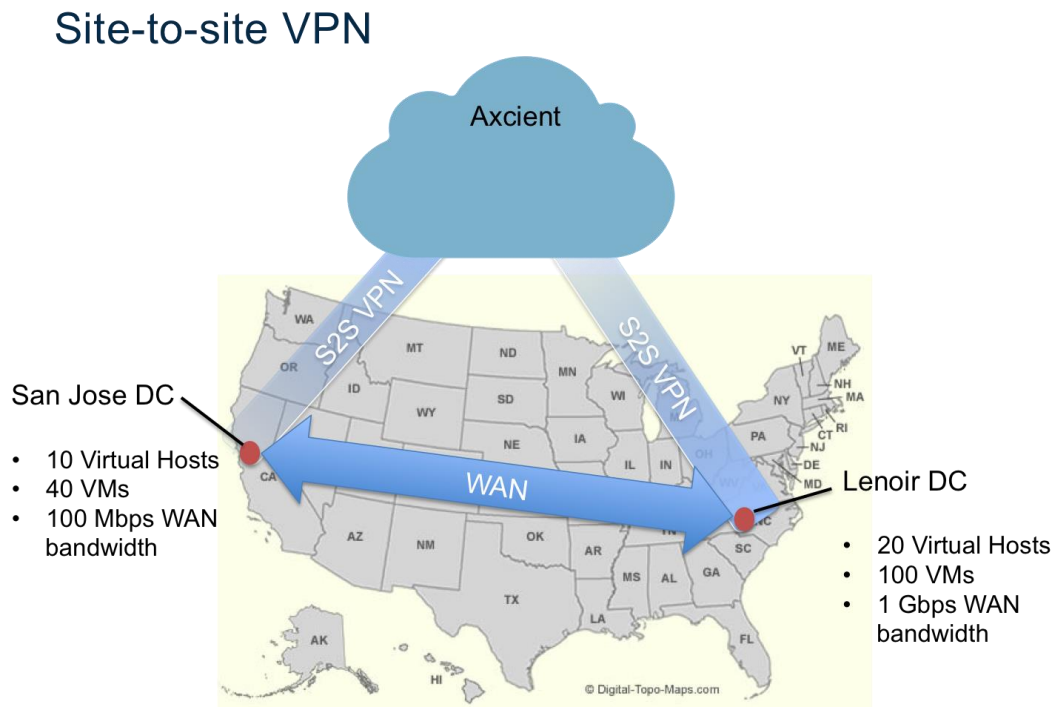 Site-to-site VPN
Axcient
S2S VPN
S2S VPN
WAN
San Jose DC
• 10 Virtual Hosts
• 40 VMs
• 100 Mbps WAN
bandwidth
Lenoir DC
• 20 Virtual Hosts
• 100 VMs
• 1 Gbps WAN
bandwidth
WA
OR
CA
ID
MT
WY
ND
SD
NE
MN
IA
WI
IL
IN
OH
WV
PA
NY
VT
ME
NH
MA
RI
CT
NJ
DE
MD
NC
SC
TN
AZ
NM
OK
AR
TX
LA
MS
AL
GA
FL
AK
HI
© Digital-Topo-Maps.com